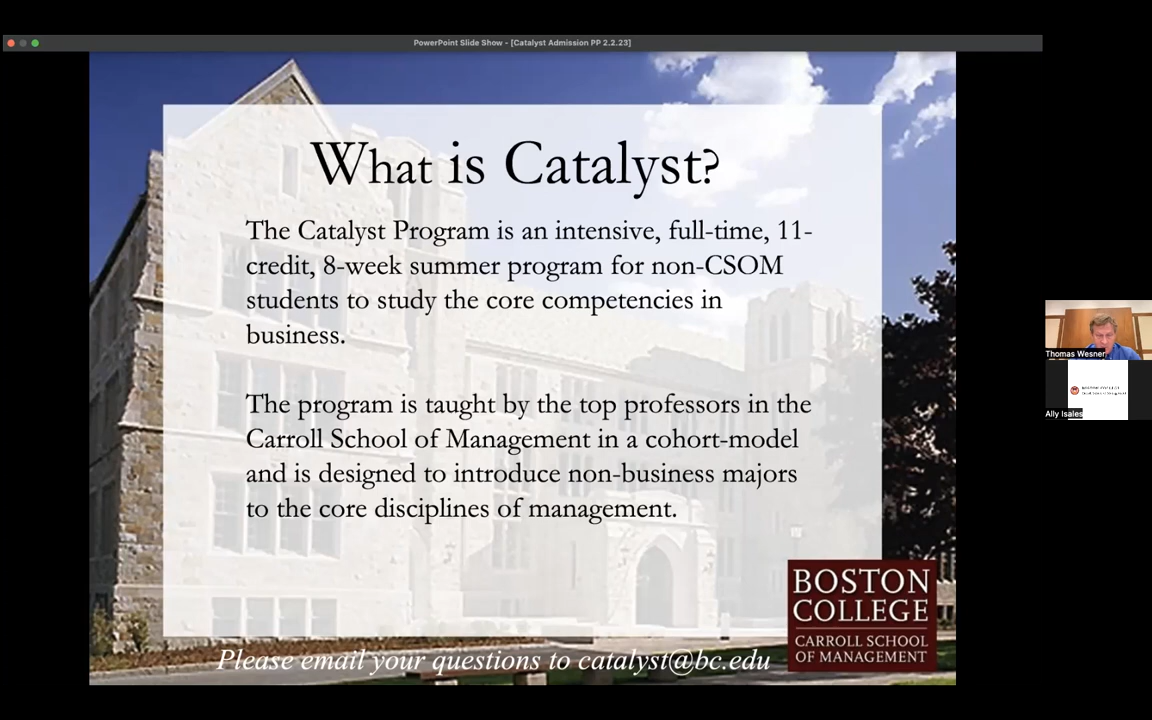 PowerPoint Slide Show - [Catalyst Admission PP 2.2.23]
What is Catalyst?
The Catalyst Program is an intensive, full-time, 11-
credit, 8-week summer program for non-CSOM
students to study the core competencies in
business.
The program is taught by the top professors in the
Carroll School of Management in a cohort-model
and is designed to introduce non-business majors
to the core disciplines of management.
Please email your questions to catalyst@bc.edu
BOSTON
COLLEGE
CARROLL SCHOOL
OF MANAGEMENT
Thomas Wesner
BOSTON COLLEGE
Ally Isales